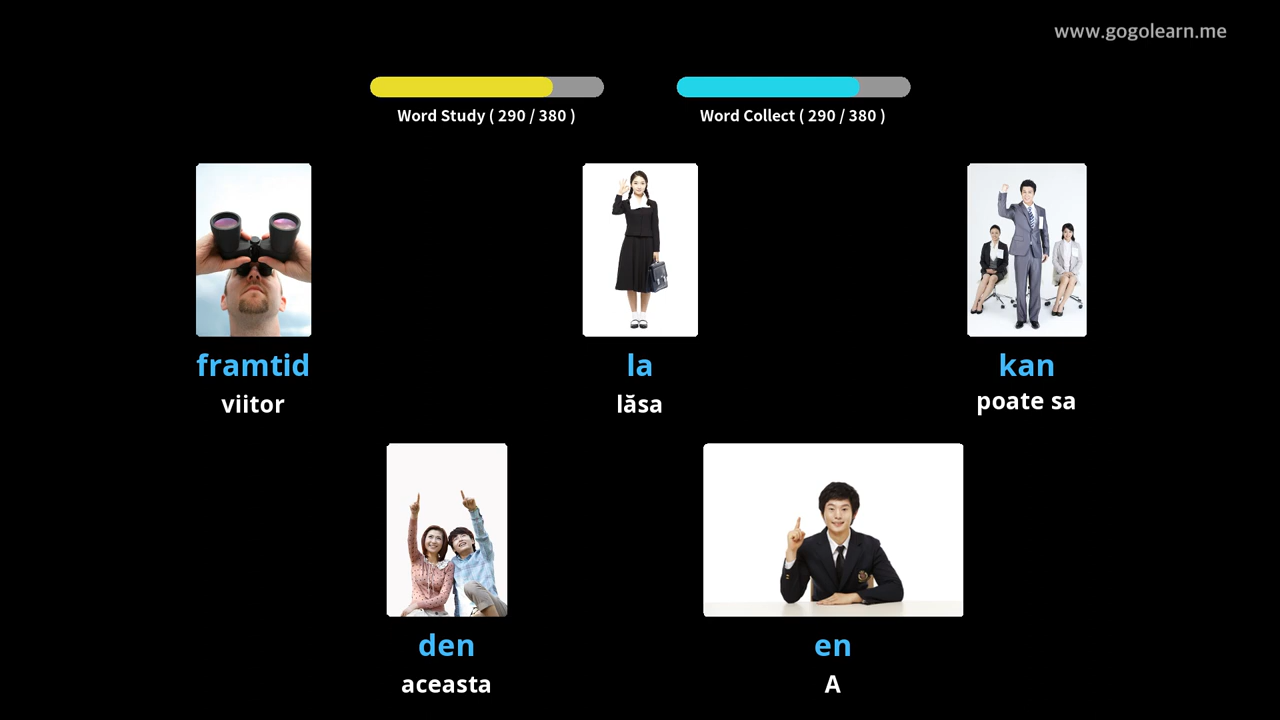 www.gogolearn.me
Word Study ( 290 / 380 )
Word Collect ( 290 / 380 )
framtid
viitor
la
lăsa
kan
poate sa
den
aceasta
en
A